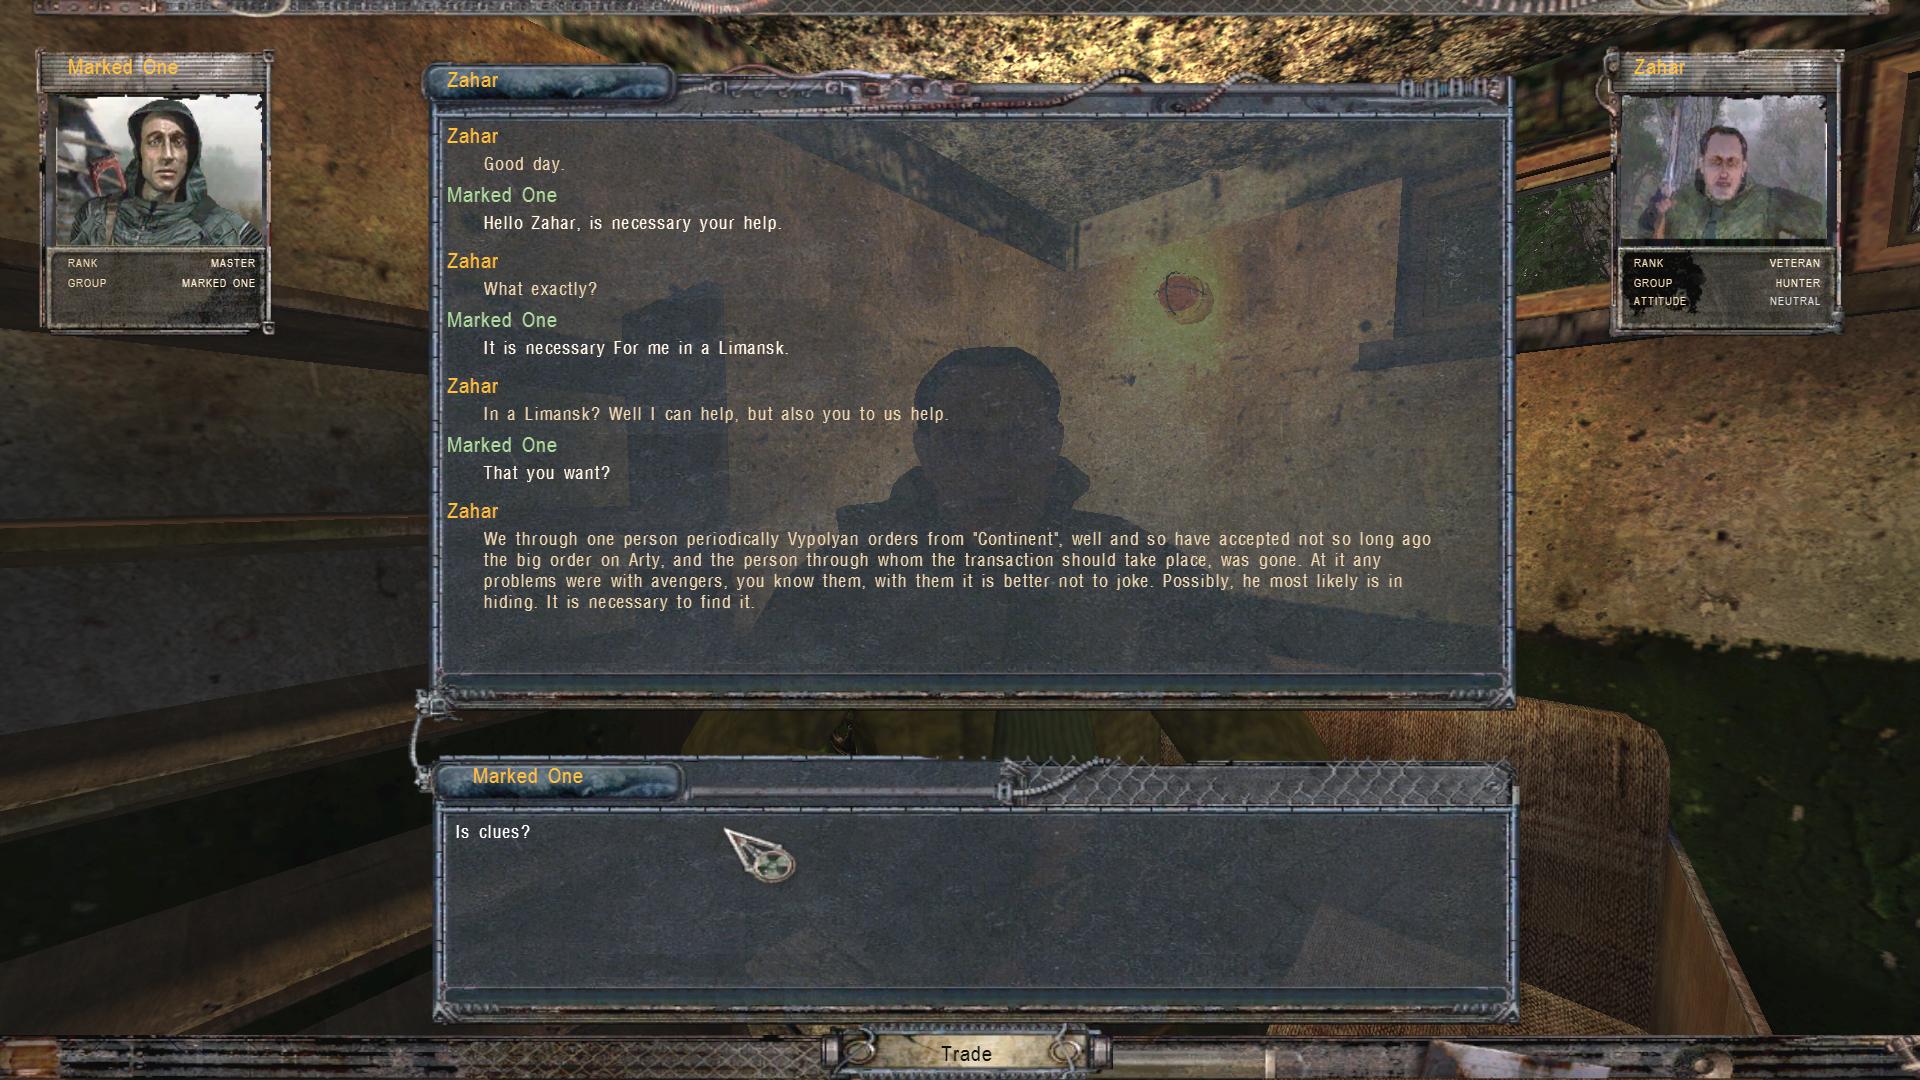 Marked One
RANK MASTER
GROUP MARKED ONE
Zahar
Zahar
Good day.
Marked One
Hello Zahar, is necessary your help.
Zahar
What exactly?
Marked One
It is necessary For me in a Limansk.
Zahar
In a Limansk? Well I can help, but also you to us help.
Marked One
That you want?
Zahar
We through one person periodically Vypolyan orders from "Continent", well and so have accepted not so long ago
the big order on Arty, and the person through whom the transaction should take place, was gone. At it any
problems were with avengers, you know them, with them it is better not to joke. Possibly, he most likely is in
hiding. It is necessary to find it.
Zahar
RANK VETERAN
GROUP HUNTER
ATTITUDE NEUTRAL
Marked One
Is clues?
Trade